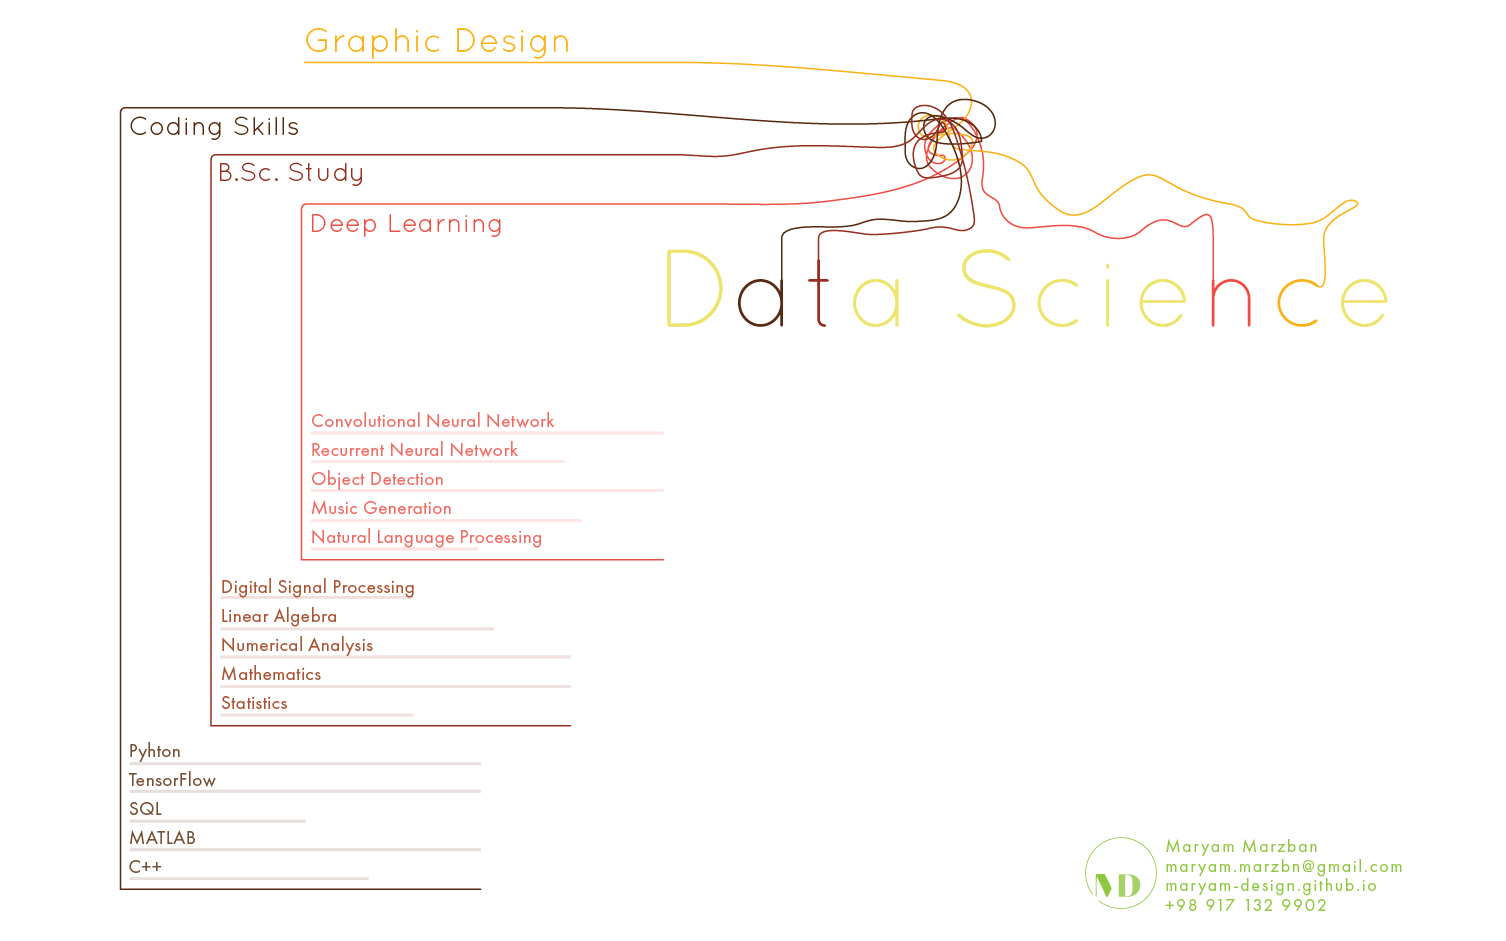 Graphic Design
Coding Skills
B.Sc. Study
Deep Learning
Data Science
Convolutional Neural Network
Recurrent Neural Network
Object Detection
Music Generation
Natural Language Processing
Digital Signal Processing
Linear Algebra
Numerical Analysis
Mathematics
Statistics
Pyhton
TensorFlow
SQL
MATLAB
C++
MD
Maryam Marzban
maryam.marzbn@gmail.com
maryam-design.github.io
+98 917 132 9902